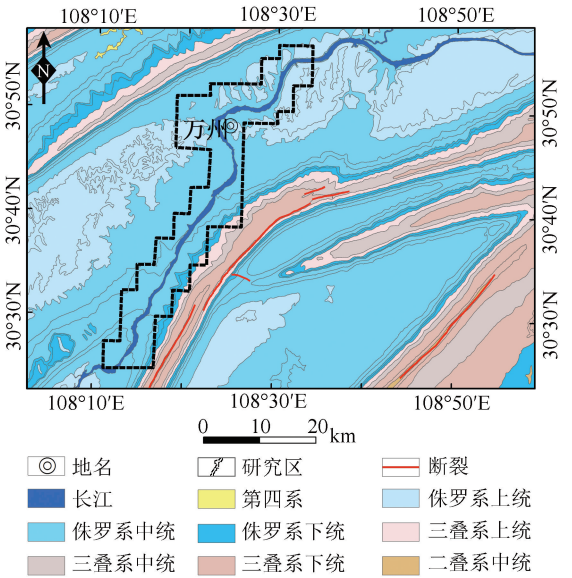 108°10′E 108°30′E 108°50′E
N
30°50′N 30°50′N
万州
30°40′N 30°40′N
30°30′N 30°30′N
108°10′E 108°30′E 108°50′E
0 10 20 km
地名 研究区 断裂
长江 第四系 侏罗系上统
侏罗系中统 侏罗系下统 三叠系上统
三叠系中统 三叠系下统 二叠系中统